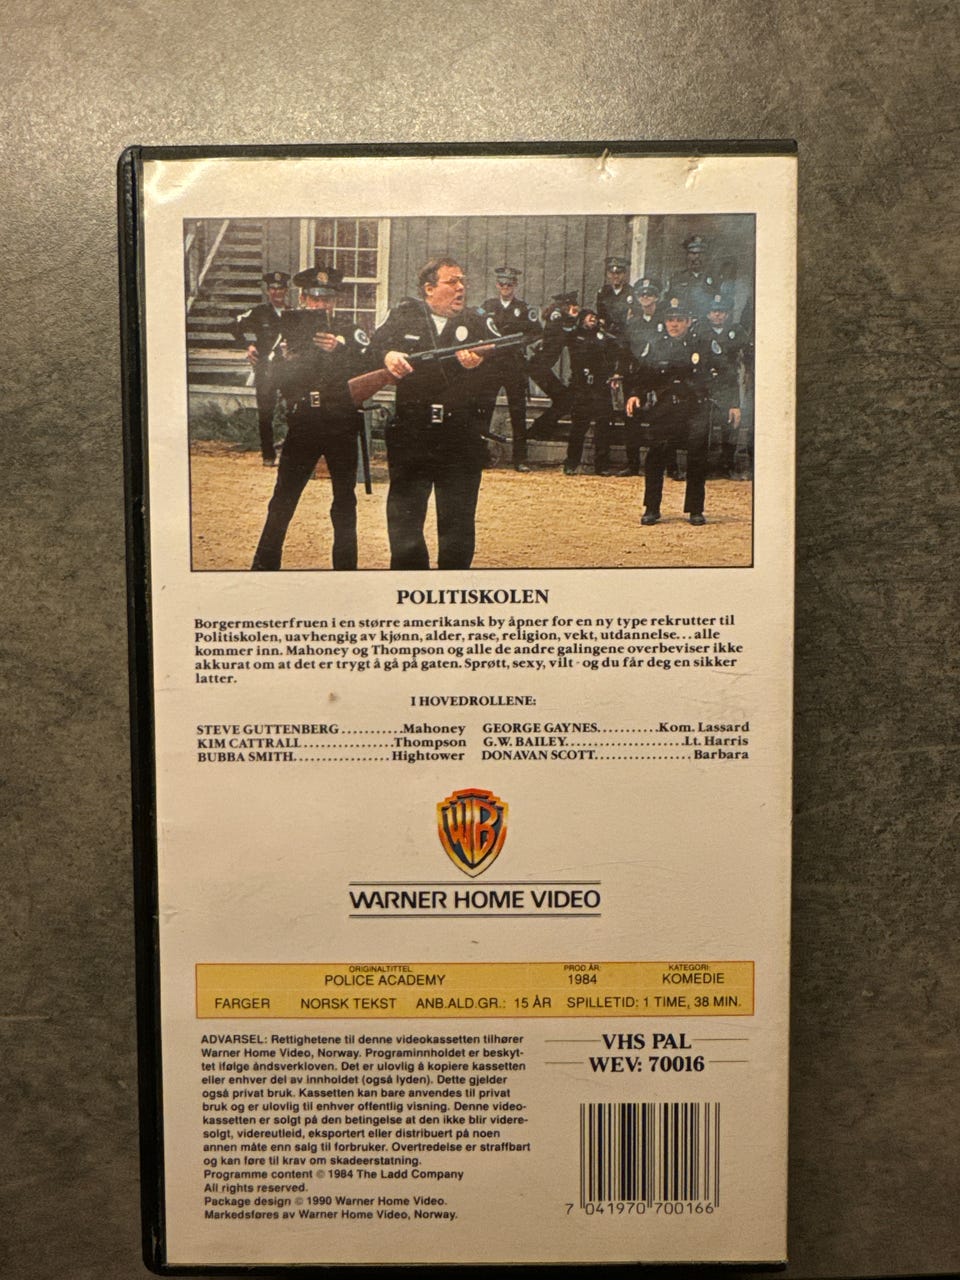 POLITISKOLEN
Borgermesterfruen i en større amerikansk by åpner for en ny type rekrutter til
Politiskolen, uavhengig av kjønn, alder, rase, religion, vekt, utdannelse... alle
kommer inn. Mahoney og Thompson og alle de andre galingene overbeviser ikke
akkurat om at det er trygt å gå på gaten. Sprøtt, sexy, vilt - og du får deg en sikker
latter.
I HOVEDROLLENE:
STEVE GUTTENBERG..........Mahoney GEORGE GAYNES..........Kom. Lassard
KIM CATTRALL...............Thompson G.W. BAILEY....................Lt. Harris
BUBBA SMITH................Hightower DONAVAN SCOTT................Barbara
WB
WARNER HOME VIDEO
ORIGINALTITTEL PROD.ÅR: KATEGORI:
POLICE ACADEMY 1984 KOMEDIE
FARGER NORSK TEKST ANB.ALD.GR.: 15 ÅR SPILLETID: 1 TIME, 38 MIN.
ADVARSEL: Rettighetene til denne videokassetten tilhører
Warner Home Video, Norway. Programinnholdet er beskyt-
tet ifølge åndsverkloven. Det er ulovlig å kopiere kassetten
eller enhver del av innholdet (også lyden). Dette gjelder
også privat bruk. Kassetten kan bare anvendes til privat
bruk og er ulovlig til enhver offentlig visning. Denne video-
kassetten er solgt på den betingelse at den ikke blir videre-
solgt, videreutleid, eksportert eller distribuert på noen
annen måte enn salg til forbruker. Overtredelse er straffbart
og kan føre til krav om skadeerstatning.
Programme content © 1984 The Ladd Company
All rights reserved.
Package design © 1990 Warner Home Video.
Markedsføres av Warner Home Video, Norway.
VHS PAL
WEV: 70016
7 041970 700166